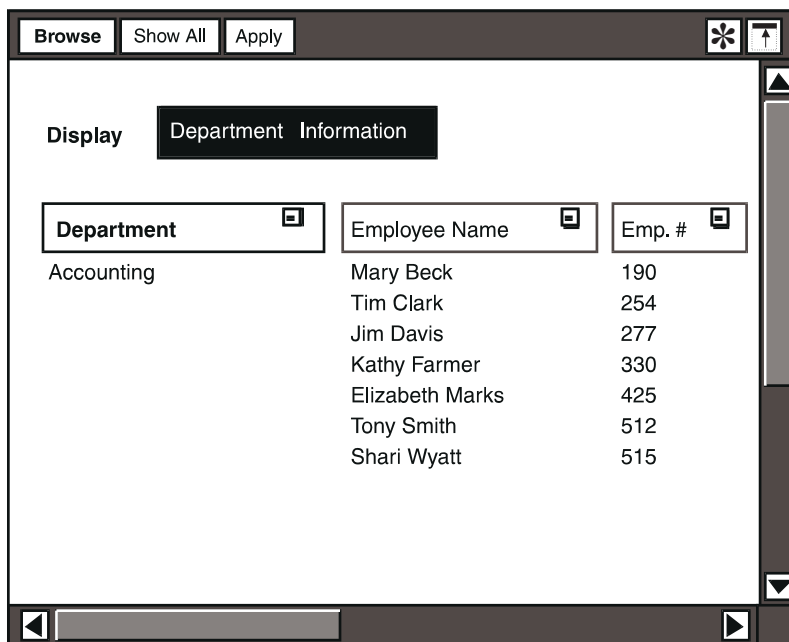 Browse Show All Apply
Display Department Information
Department Employee Name Emp. #
Accounting Mary Beck 190
Tim Clark 254
Jim Davis 277
Kathy Farmer 330
Elizabeth Marks 425
Tony Smith 512
Shari Wyatt 515